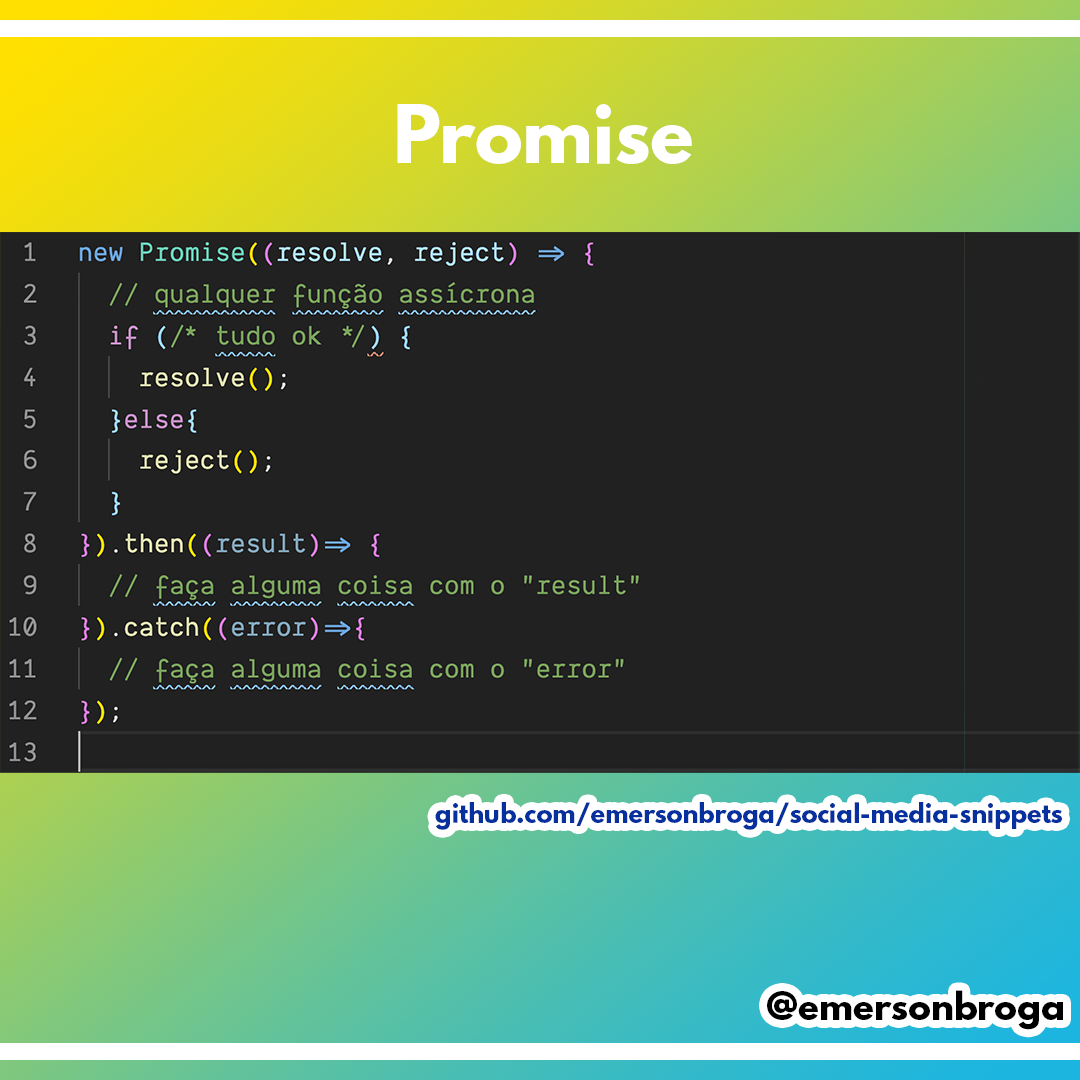 Promise
1 new Promise((resolve, reject) => {
2 // qualquer função assícrona
3 if (/* tudo ok */) {
4 resolve();
5 }else{
6 reject();
7 }
8 }).then((result)=> {
9 // faça alguma coisa com o "result"
10 }).catch((error)=>{
11 // faça alguma coisa com o "error"
12 });
13
github.com/emersonbroga/social-media-snippets
@emersonbroga